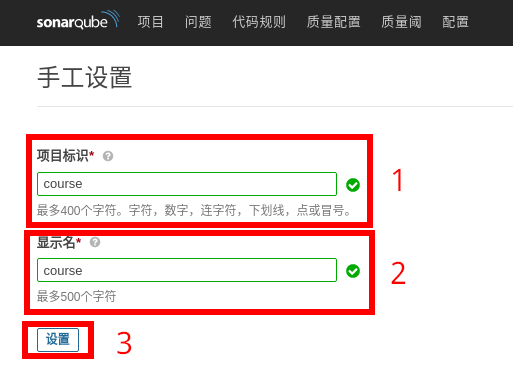 sonarqube 项目 问题 代码规则 质量配置 质量阈 配置
手工设置
项目标识* ?
course
最多400个字符。字符，数字，连字符，下划线，点或冒号。
1
显示名* ?
course
最多500个字符
2
设置
3